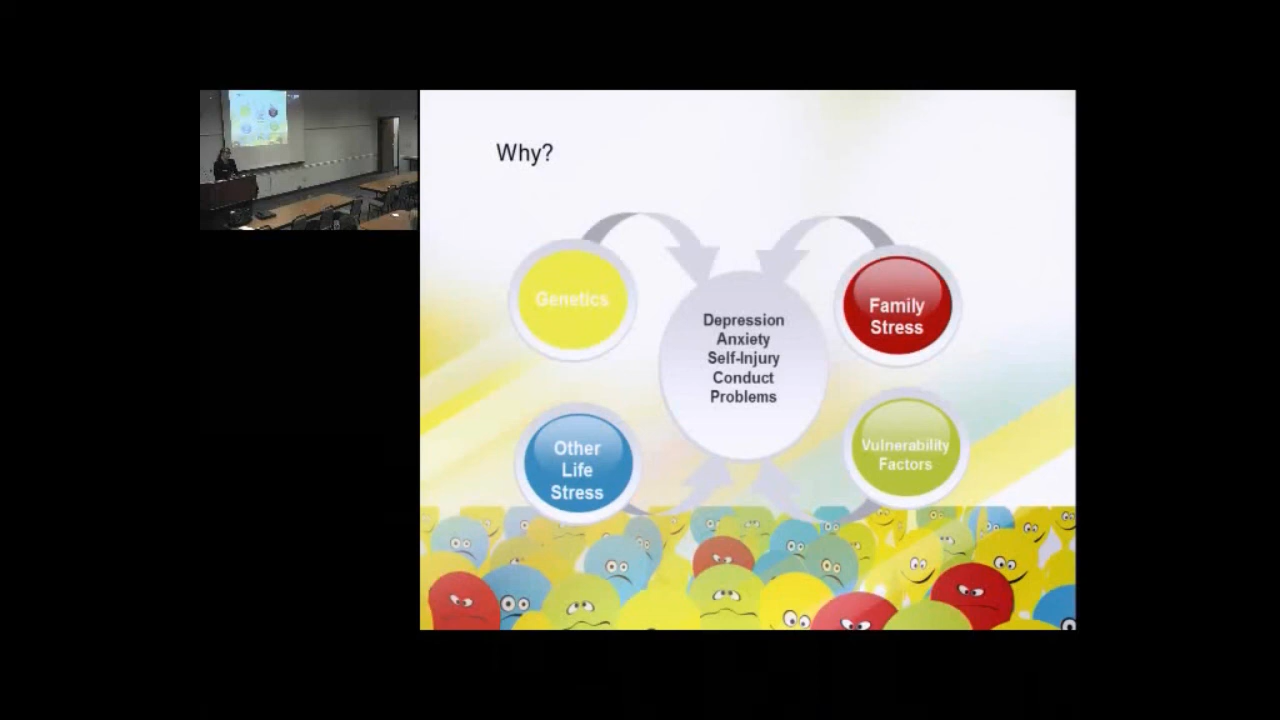 Why?
Genetics
Family
Stress
Depression
Anxiety
Self-Injury
Conduct
Problems
Other
Life
Stress
Vulnerability
Factors